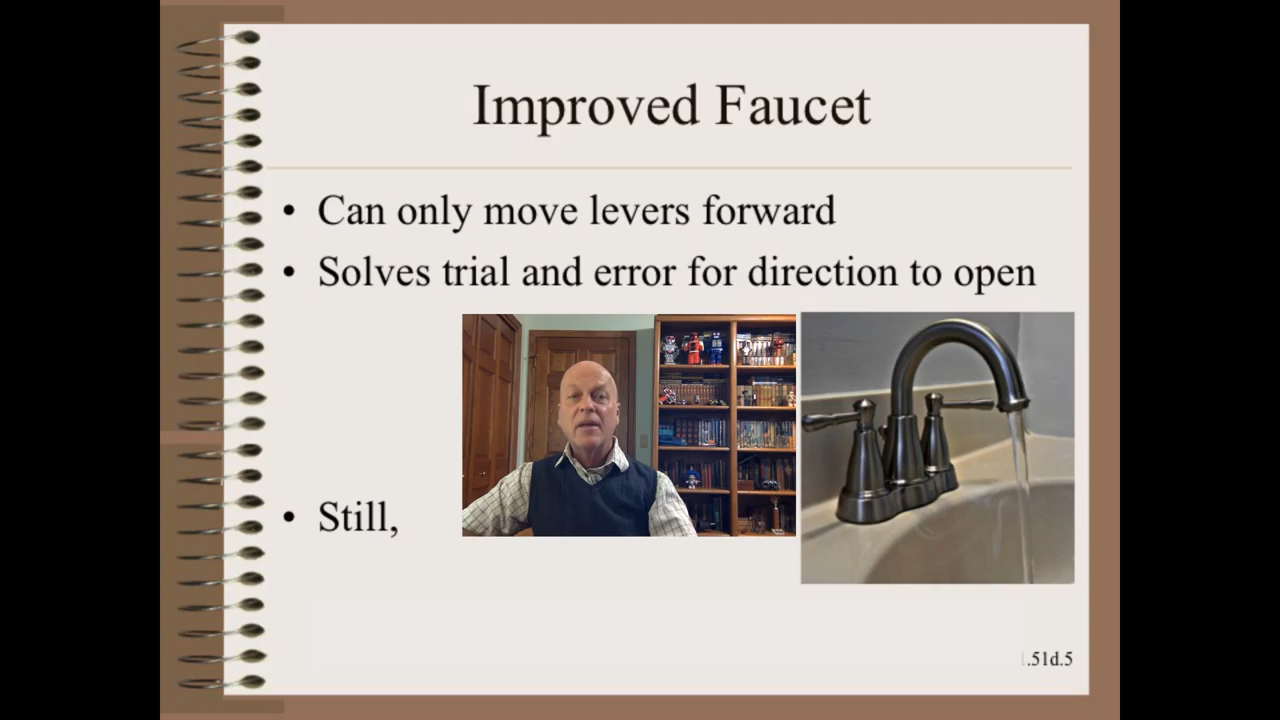 Improved Faucet
• Can only move levers forward
• Solves trial and error for direction to open
• Still,
.51d.5